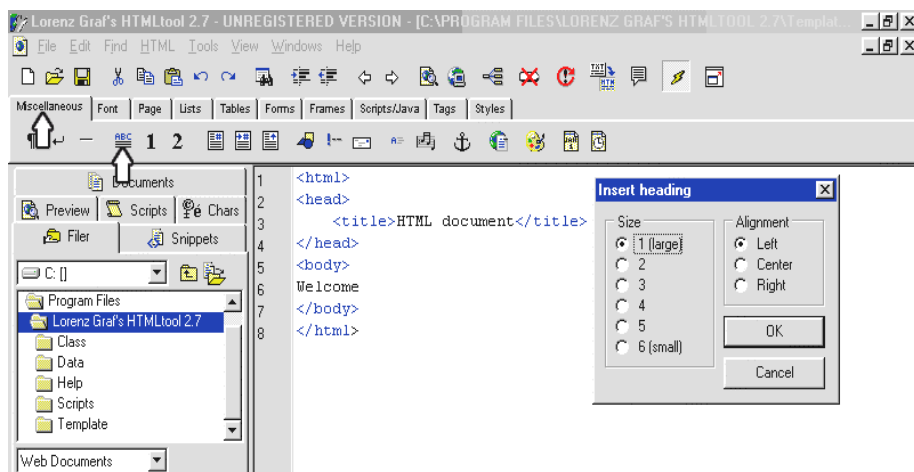 Lorenz Graf's HTMLtool 2.7 - UNREGISTERED VERSION - [C:\PROGRAM FILES\LORENZ GRAF'S HTMLTOOL 2.7\Templat...
File Edit Find HTML Tools View Windows Help
Miscellaneous Font Page Lists Tables Forms Frames Scripts/Java Tags Styles
ABC 1 2
Documents
Preview Scripts Pé Chars
Filer Snippets
C: []
Program Files
Lorenz Graf's HTMLtool 2.7
Class
Data
Help
Scripts
Template
Web Documents
1 <html>
2 <head>
3 <title>HTML document</title>
4 </head>
5 <body>
6 Welcome
7 </body>
8 </html>
Insert heading
Size
1 (large)
2
3
4
5
6 (small)
Alignment
Left
Center
Right
OK
Cancel